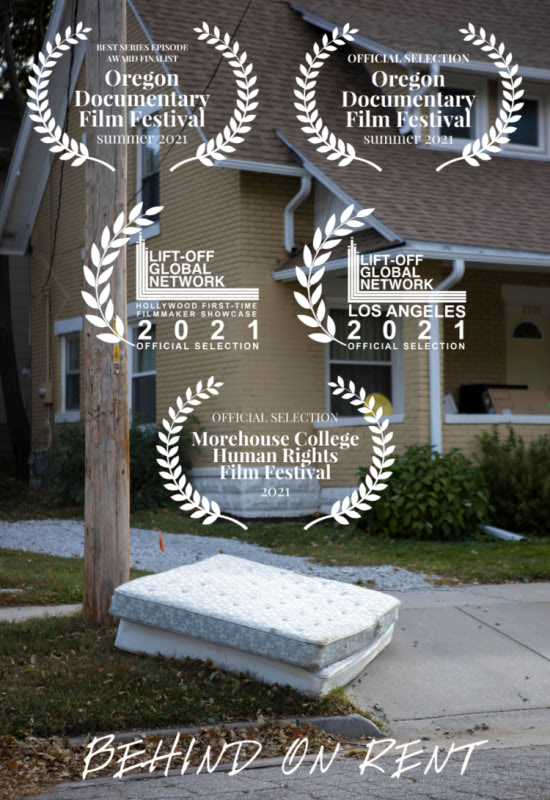 BEST SERIES EPISODE
AWARD FINALIST
Oregon
Documentary
Film Festival
summer 2021
OFFICIAL SELECTION
Oregon
Documentary
Film Festival
summer 2021
LIFT-OFF
GLOBAL
NETWORK
HOLLYWOOD FIRST-TIME
FILMMAKER SHOWCASE
2021
OFFICIAL SELECTION
LIFT-OFF
GLOBAL
NETWORK
LOS ANGELES
2021
OFFICIAL SELECTION
OFFICIAL SELECTION
Morehouse College
Human Rights
Film Festival
2021
BEHIND ON RENT